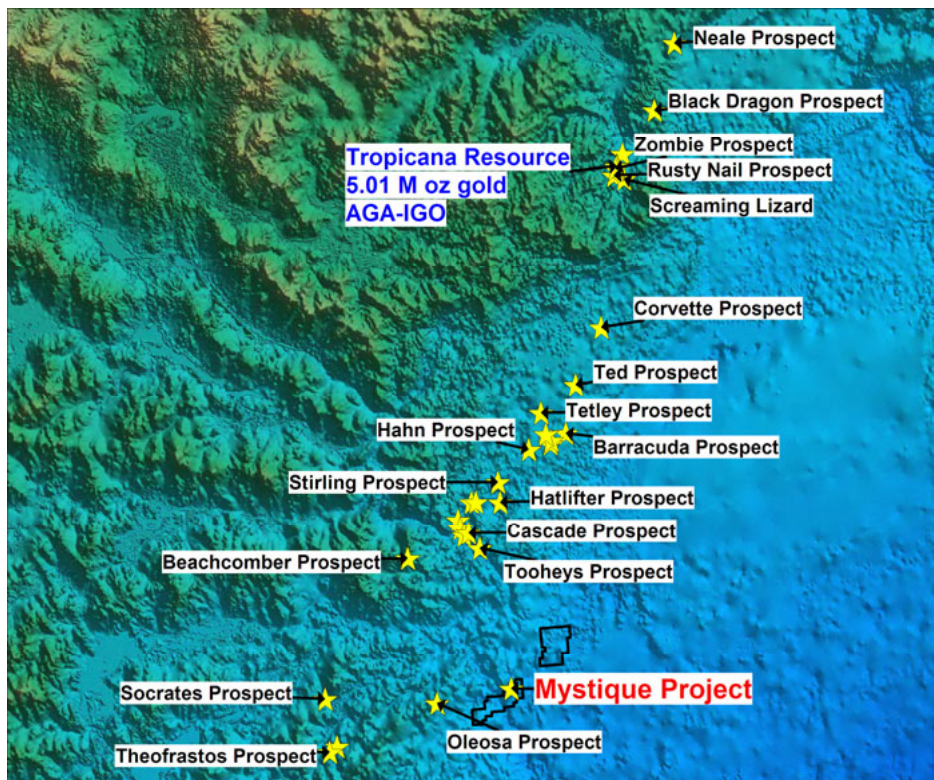 Neale Prospect
Black Dragon Prospect
Zombie Prospect
Tropicana Resource
5.01 M oz gold
AGA-IGO
Rusty Nail Prospect
Screaming Lizard
Corvette Prospect
Ted Prospect
Tetley Prospect
Hahn Prospect
Barracuda Prospect
Stirling Prospect
Hatlifter Prospect
Cascade Prospect
Beachcomber Prospect
Tooheys Prospect
Mystique Project
Socrates Prospect
Oleosa Prospect
Theofrastos Prospect